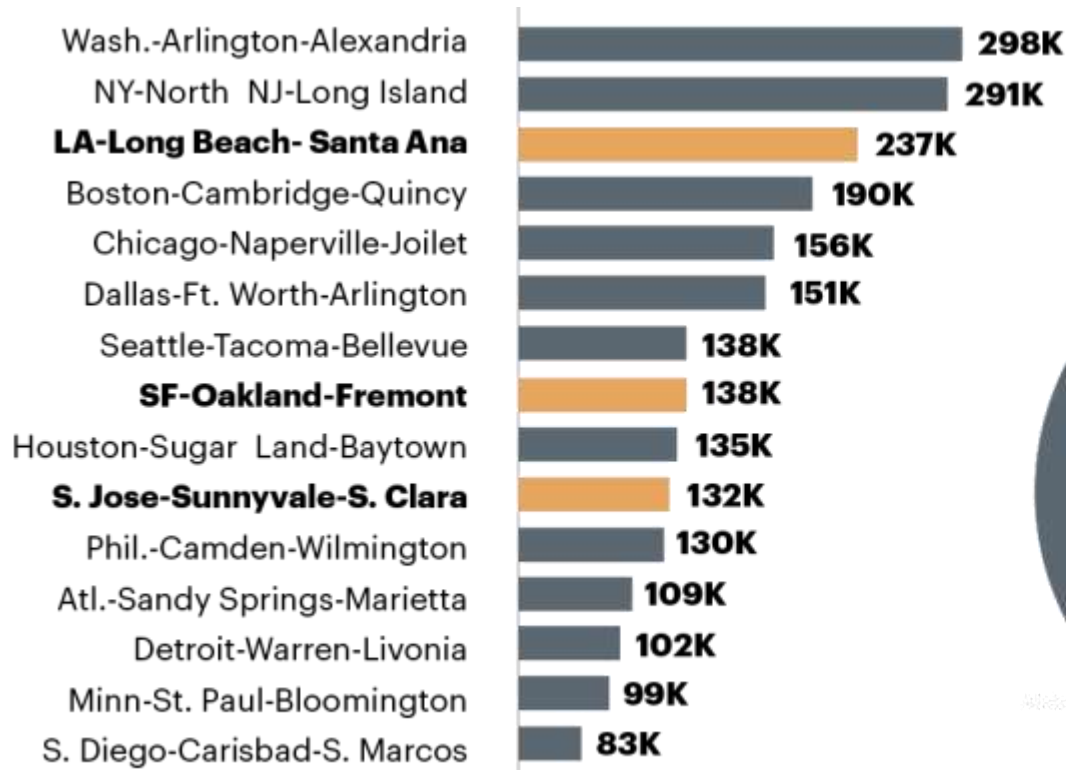 Wash.-Arlington-Alexandria 298K
NY-North NJ-Long Island 291K
LA-Long Beach- Santa Ana 237K
Boston-Cambridge-Quincy 190K
Chicago-Naperville-Joilet 156K
Dallas-Ft. Worth-Arlington 151K
Seattle-Tacoma-Bellevue 138K
SF-Oakland-Fremont 138K
Houston-Sugar Land-Baytown 135K
S. Jose-Sunnyvale-S. Clara 132K
Phil.-Camden-Wilmington 130K
Atl.-Sandy Springs-Marietta 109K
Detroit-Warren-Livonia 102K
Minn-St. Paul-Bloomington 99K
S. Diego-Carisbad-S. Marcos 83K